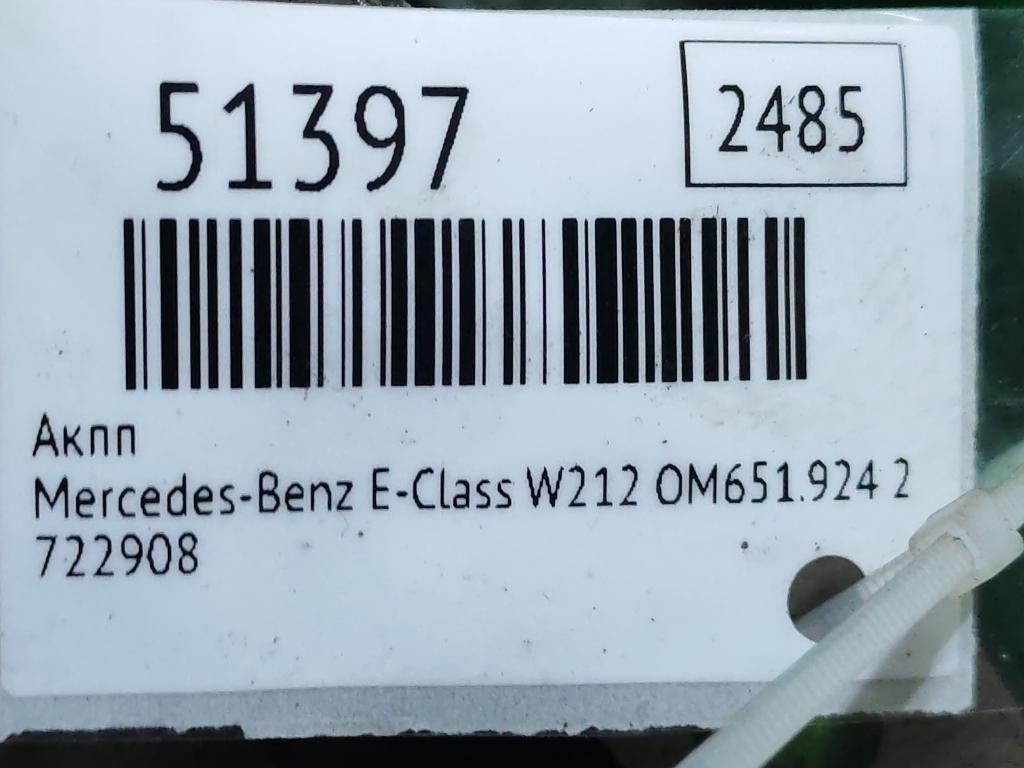 51397
2485
Акпп
Mercedes-Benz E-Class W212 OM651.924 2
722908